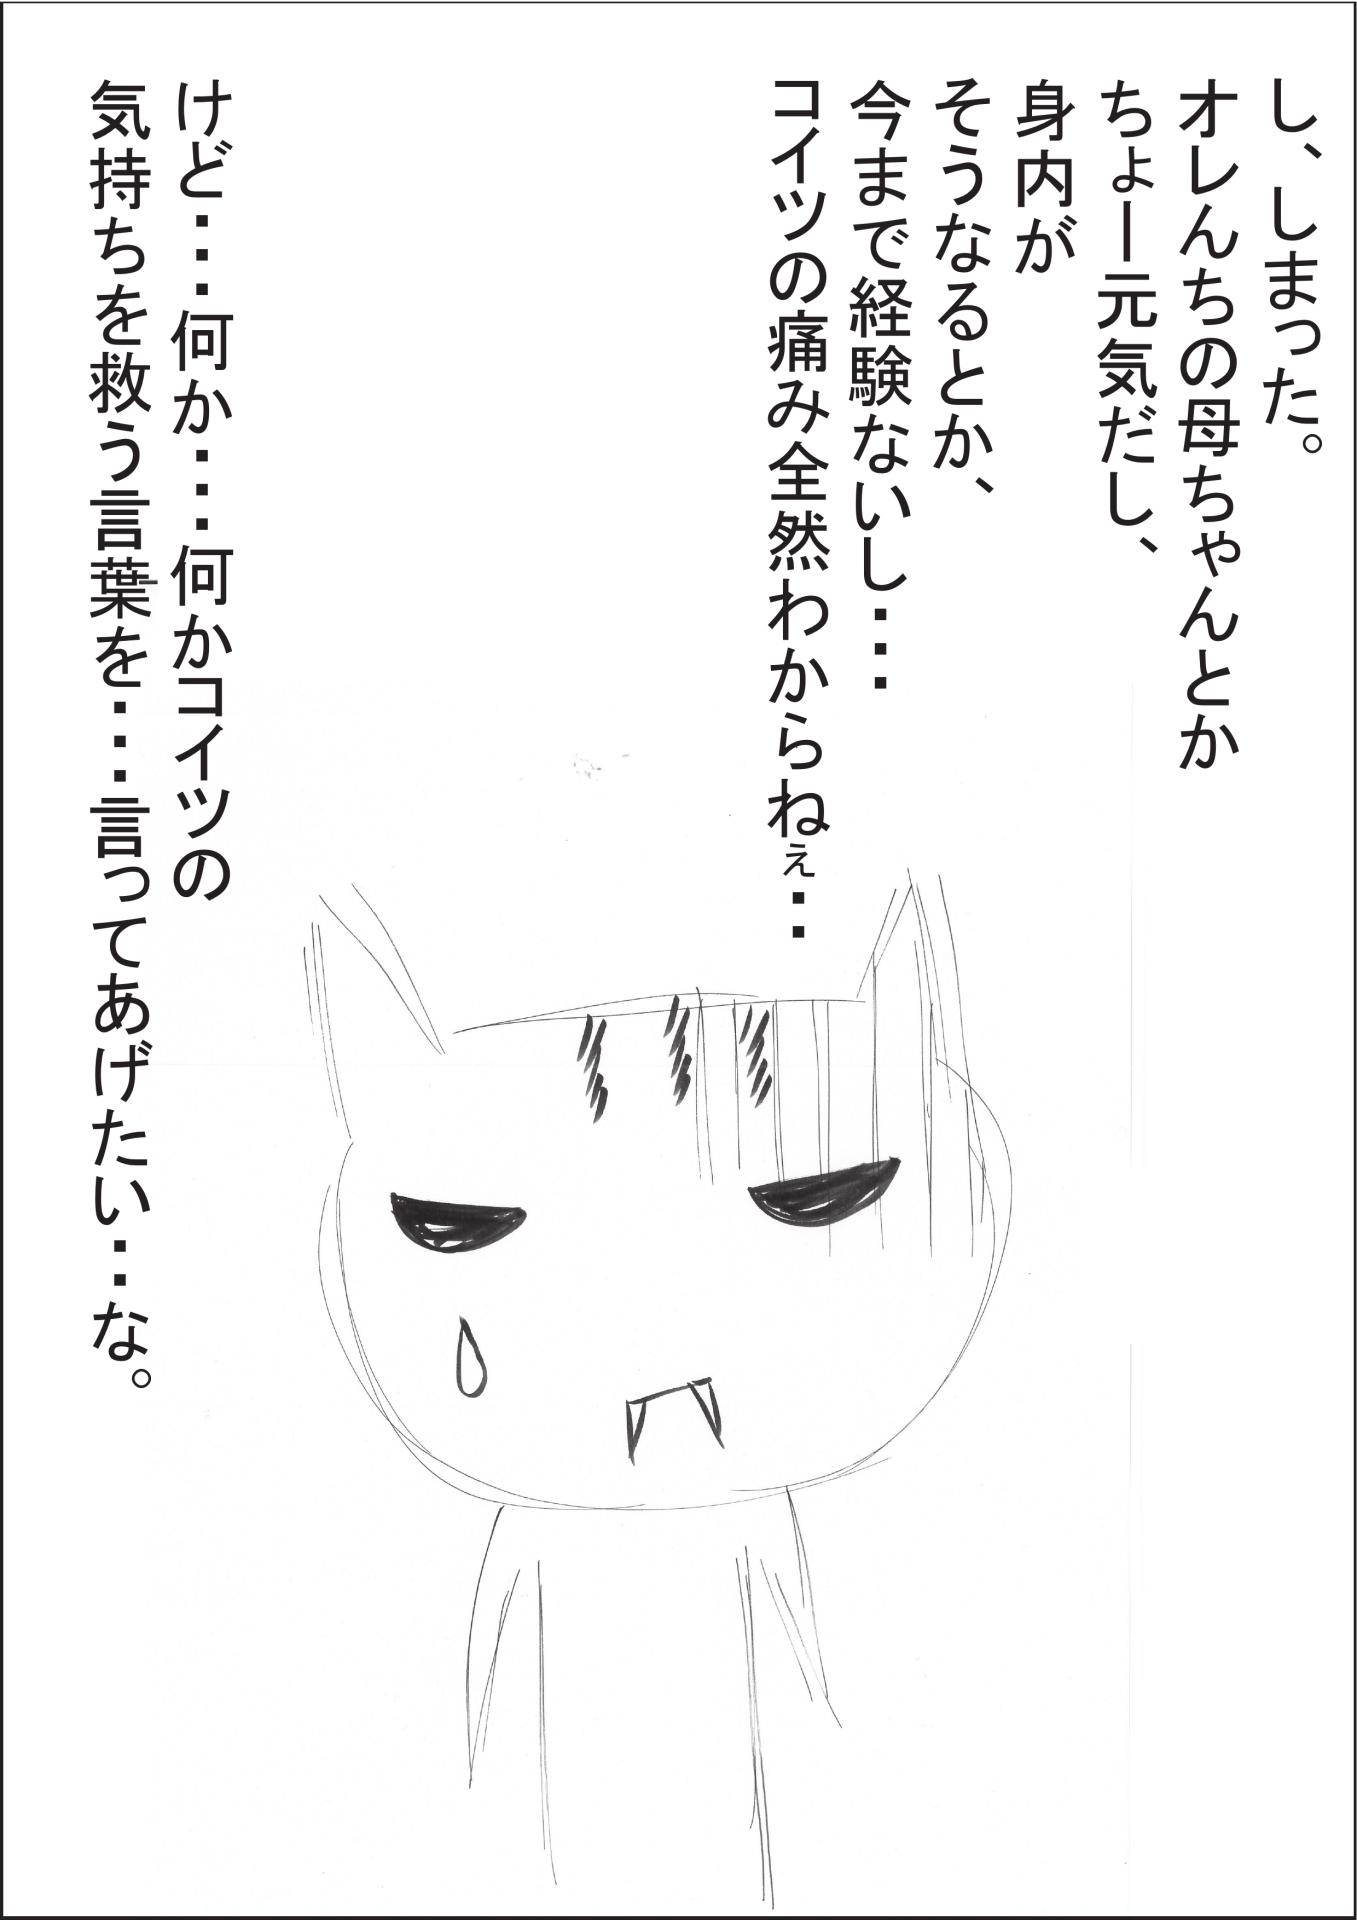 し、しまった。
オレんちの母ちゃんとか
ちょー元気だし、
身内が
そうなるとか、
今まで経験ないし・・・
コイツの痛み全然わからねぇ・・
けど・・・何か・・・何かコイツの
気持ちを救う言葉を・・・言ってあげたい・・な。